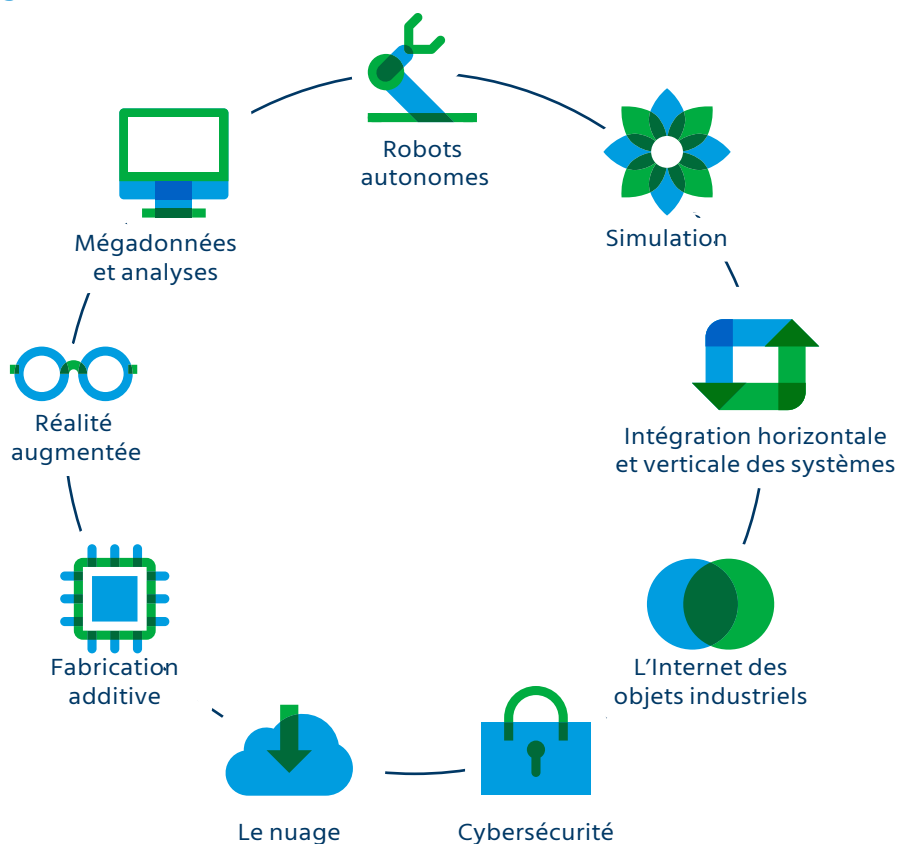 Robots
autonomes
Simulation
Mégadonnées
et analyses
Intégration horizontale
et verticale des systèmes
Réalité
augmentée
L'Internet des
objets industriels
Fabrication
additive
Le nuage
Cybersécurité